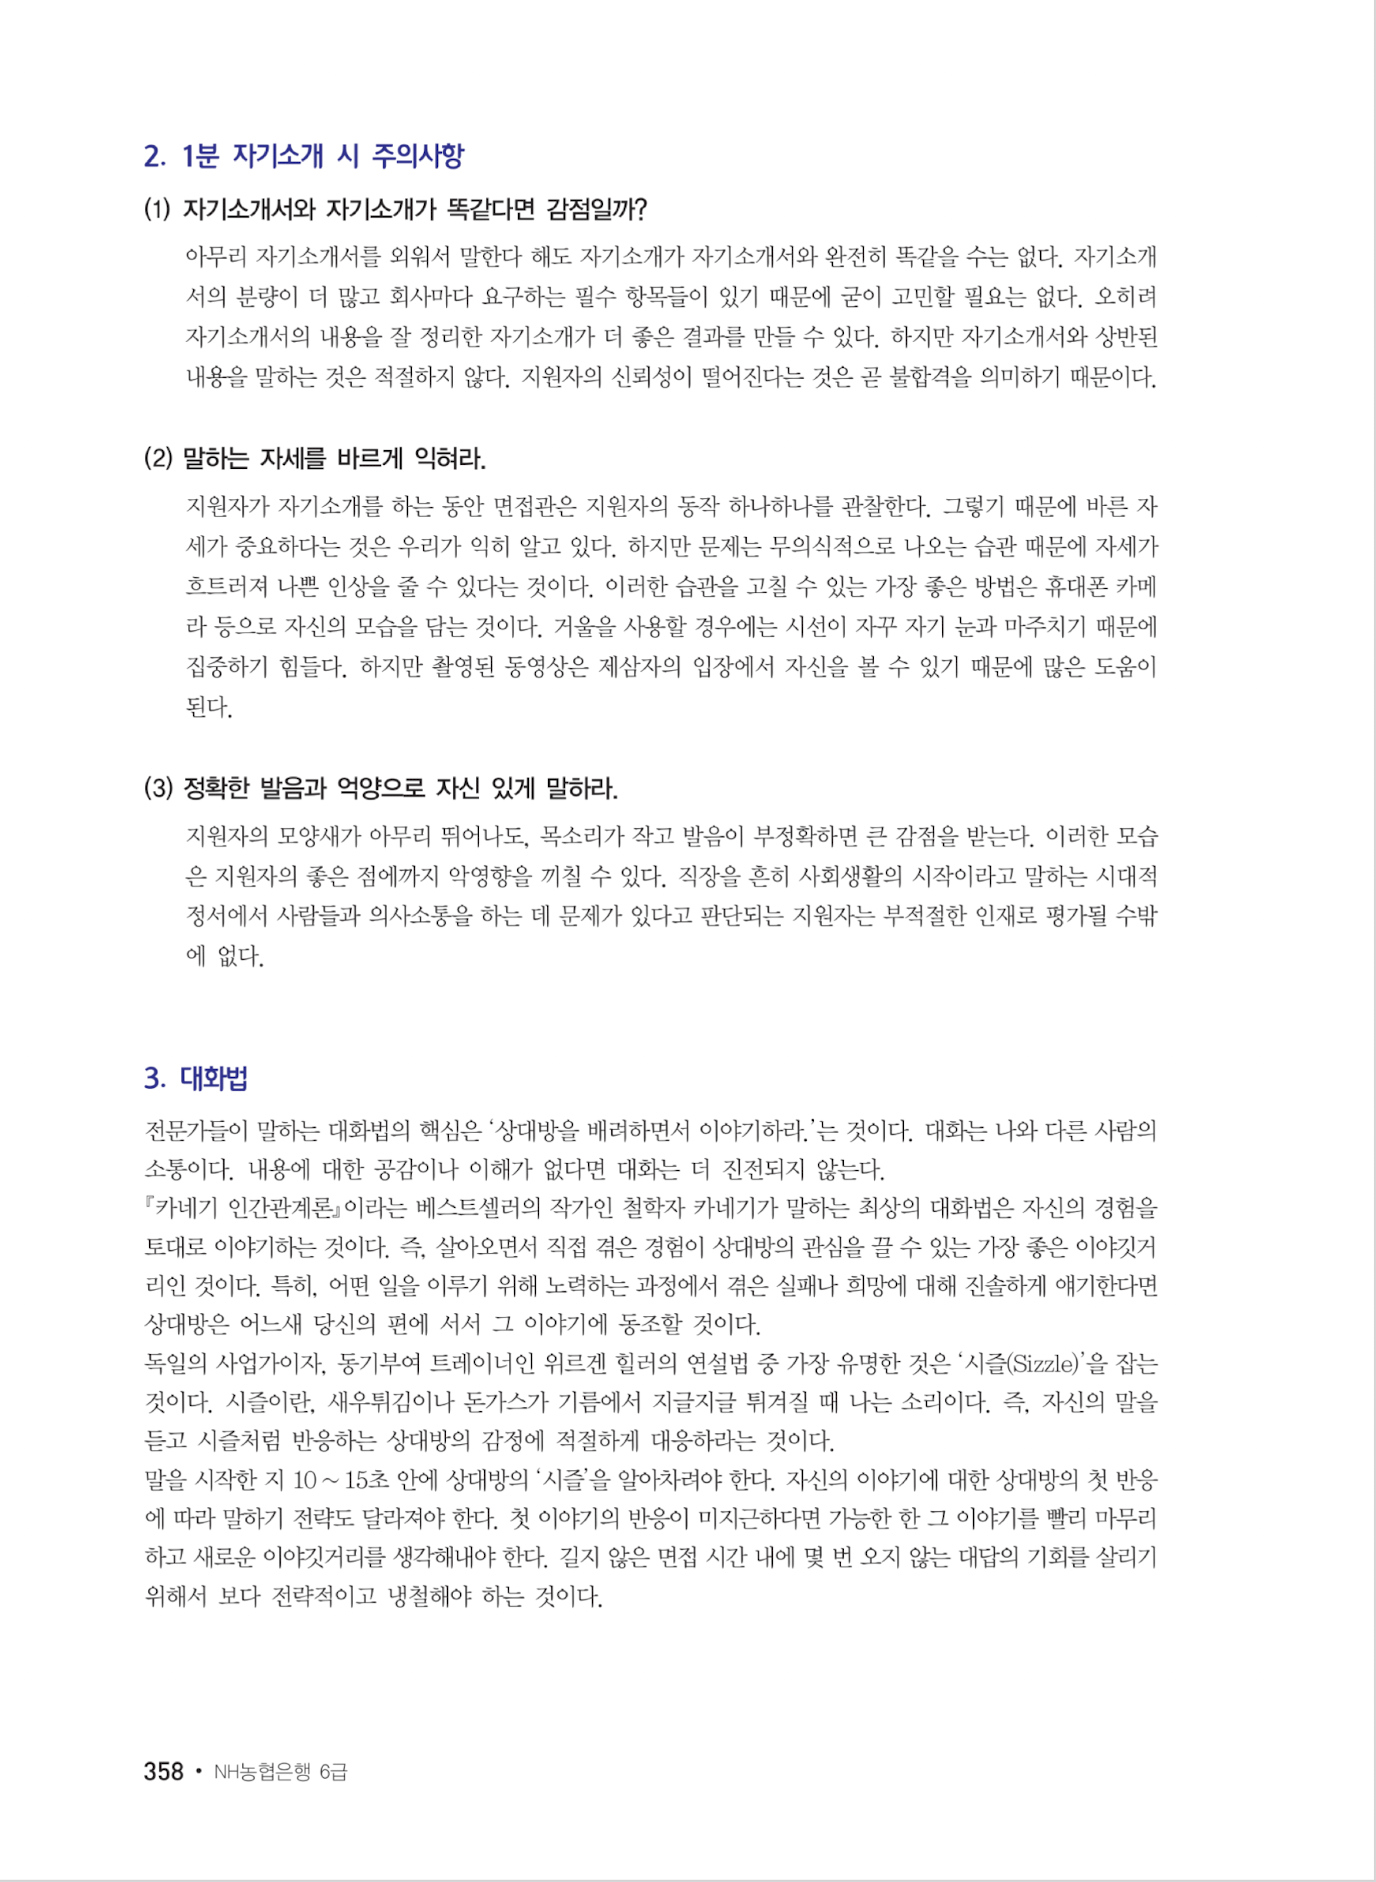 2. 1분 자기소개 시 주의사항
(1) 자기소개서와 자기소개가 똑같다면 감점일까?
아무리 자기소개서를 외워서 말한다 해도 자기소개가 자기소개서와 완전히 똑같을 수는 없다. 자기소개
서의 분량이 더 많고 회사마다 요구하는 필수 항목들이 있기 때문에 굳이 고민할 필요는 없다. 오히려
자기소개서의 내용을 잘 정리한 자기소개가 더 좋은 결과를 만들 수 있다. 하지만 자기소개서와 상반된
내용을 말하는 것은 적절하지 않다. 지원자의 신뢰성이 떨어진다는 것은 곧 불합격을 의미하기 때문이다.
(2) 말하는 자세를 바르게 익혀라.
지원자가 자기소개를 하는 동안 면접관은 지원자의 동작 하나하나를 관찰한다. 그렇기 때문에 바른 자
세가 중요하다는 것은 우리가 익히 알고 있다. 하지만 문제는 무의식적으로 나오는 습관 때문에 자세가
흐트러져 나쁜 인상을 줄 수 있다는 것이다. 이러한 습관을 고칠 수 있는 가장 좋은 방법은 휴대폰 카메
라 등으로 자신의 모습을 담는 것이다. 거울을 사용할 경우에는 시선이 자꾸 자기 눈과 마주치기 때문에
집중하기 힘들다. 하지만 촬영된 동영상은 제삼자의 입장에서 자신을 볼 수 있기 때문에 많은 도움이
된다.
(3) 정확한 발음과 억양으로 자신 있게 말하라.
지원자의 모양새가 아무리 뛰어나도, 목소리가 작고 발음이 부정확하면 큰 감점을 받는다. 이러한 모습
은 지원자의 좋은 점에까지 악영향을 끼칠 수 있다. 직장을 흔히 사회생활의 시작이라고 말하는 시대적
정서에서 사람들과 의사소통을 하는 데 문제가 있다고 판단되는 지원자는 부적절한 인재로 평가될 수밖
에 없다.
3. 대화법
전문가들이 말하는 대화법의 핵심은 ‘상대방을 배려하면서 이야기하라.’는 것이다. 대화는 나와 다른 사람의
소통이다. 내용에 대한 공감이나 이해가 없다면 대화는 더 진전되지 않는다.
『카네기 인간관계론』이라는 베스트셀러의 작가인 철학자 카네기가 말하는 최상의 대화법은 자신의 경험을
토대로 이야기하는 것이다. 즉, 살아오면서 직접 겪은 경험이 상대방의 관심을 끌 수 있는 가장 좋은 이야깃거
리인 것이다. 특히, 어떤 일을 이루기 위해 노력하는 과정에서 겪은 실패나 희망에 대해 진솔하게 얘기한다면
상대방은 어느새 당신의 편에 서서 그 이야기에 동조할 것이다.
독일의 사업가이자, 동기부여 트레이너인 위르겐 힐러의 연설법 중 가장 유명한 것은 ‘시즐(Sizzle)’을 잡는
것이다. 시즐이란, 새우튀김이나 돈가스가 기름에서 지글지글 튀겨질 때 나는 소리이다. 즉, 자신의 말을
듣고 시즐처럼 반응하는 상대방의 감정에 적절하게 대응하라는 것이다.
말을 시작한 지 10 ~ 15초 안에 상대방의 ‘시즐’을 알아차려야 한다. 자신의 이야기에 대한 상대방의 첫 반응
에 따라 말하기 전략도 달라져야 한다. 첫 이야기의 반응이 미지근하다면 가능한 한 그 이야기를 빨리 마무리
하고 새로운 이야깃거리를 생각해내야 한다. 길지 않은 면접 시간 내에 몇 번 오지 않는 대답의 기회를 살리기
위해서 보다 전략적이고 냉철해야 하는 것이다.
358 • NH농협은행 6급